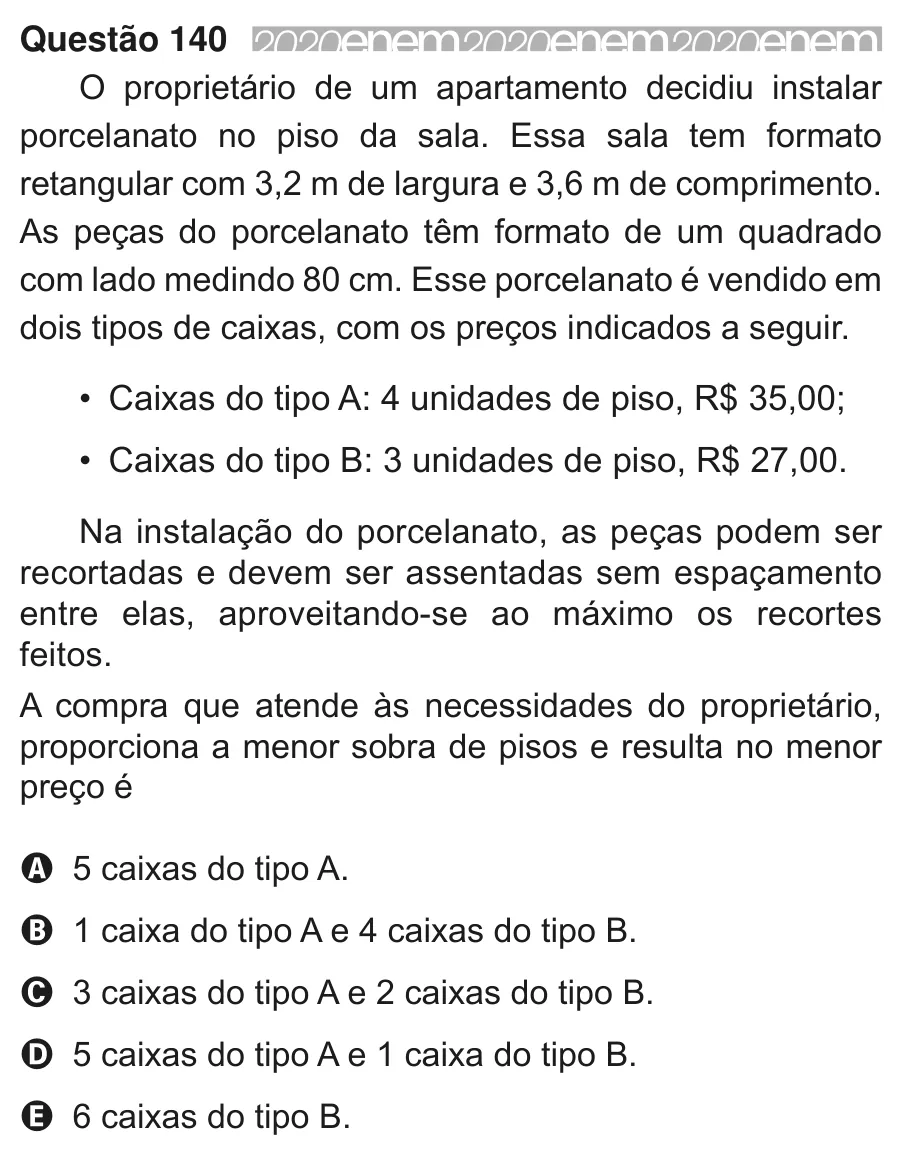 Questão 140 2020enem2020enem2020enem
O proprietário de um apartamento decidiu instalar
porcelanato no piso da sala. Essa sala tem formato
retangular com 3,2 m de largura e 3,6 m de comprimento.
As peças do porcelanato têm formato de um quadrado
com lado medindo 80 cm. Esse porcelanato é vendido em
dois tipos de caixas, com os preços indicados a seguir.
• Caixas do tipo A: 4 unidades de piso, R$ 35,00;
• Caixas do tipo B: 3 unidades de piso, R$ 27,00.
Na instalação do porcelanato, as peças podem ser
recortadas e devem ser assentadas sem espaçamento
entre elas, aproveitando-se ao máximo os recortes
feitos.
A compra que atende às necessidades do proprietário,
proporciona a menor sobra de pisos e resulta no menor
preço é
A 5 caixas do tipo A.
B 1 caixa do tipo A e 4 caixas do tipo B.
C 3 caixas do tipo A e 2 caixas do tipo B.
D 5 caixas do tipo A e 1 caixa do tipo B.
E 6 caixas do tipo B.